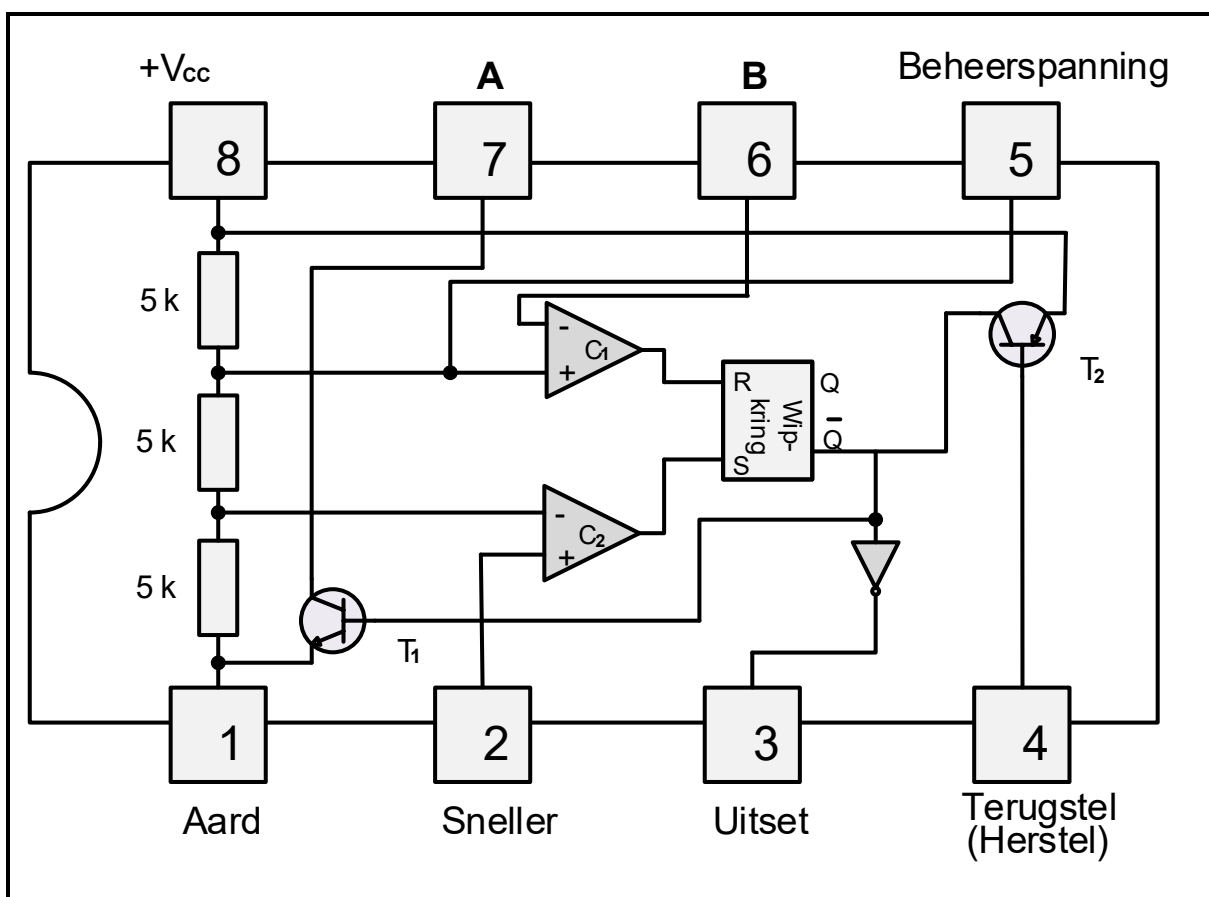 +Vcc
A
B
Beheerspanning
8
7
6
5
5 k
5 k
5 k
-
C1
+
R
Q
Wip-
kring
Q̅
S
T2
-
C2
+
T1
1
2
3
4
Aard
Sneller
Uitset
Terugstel
(Herstel)